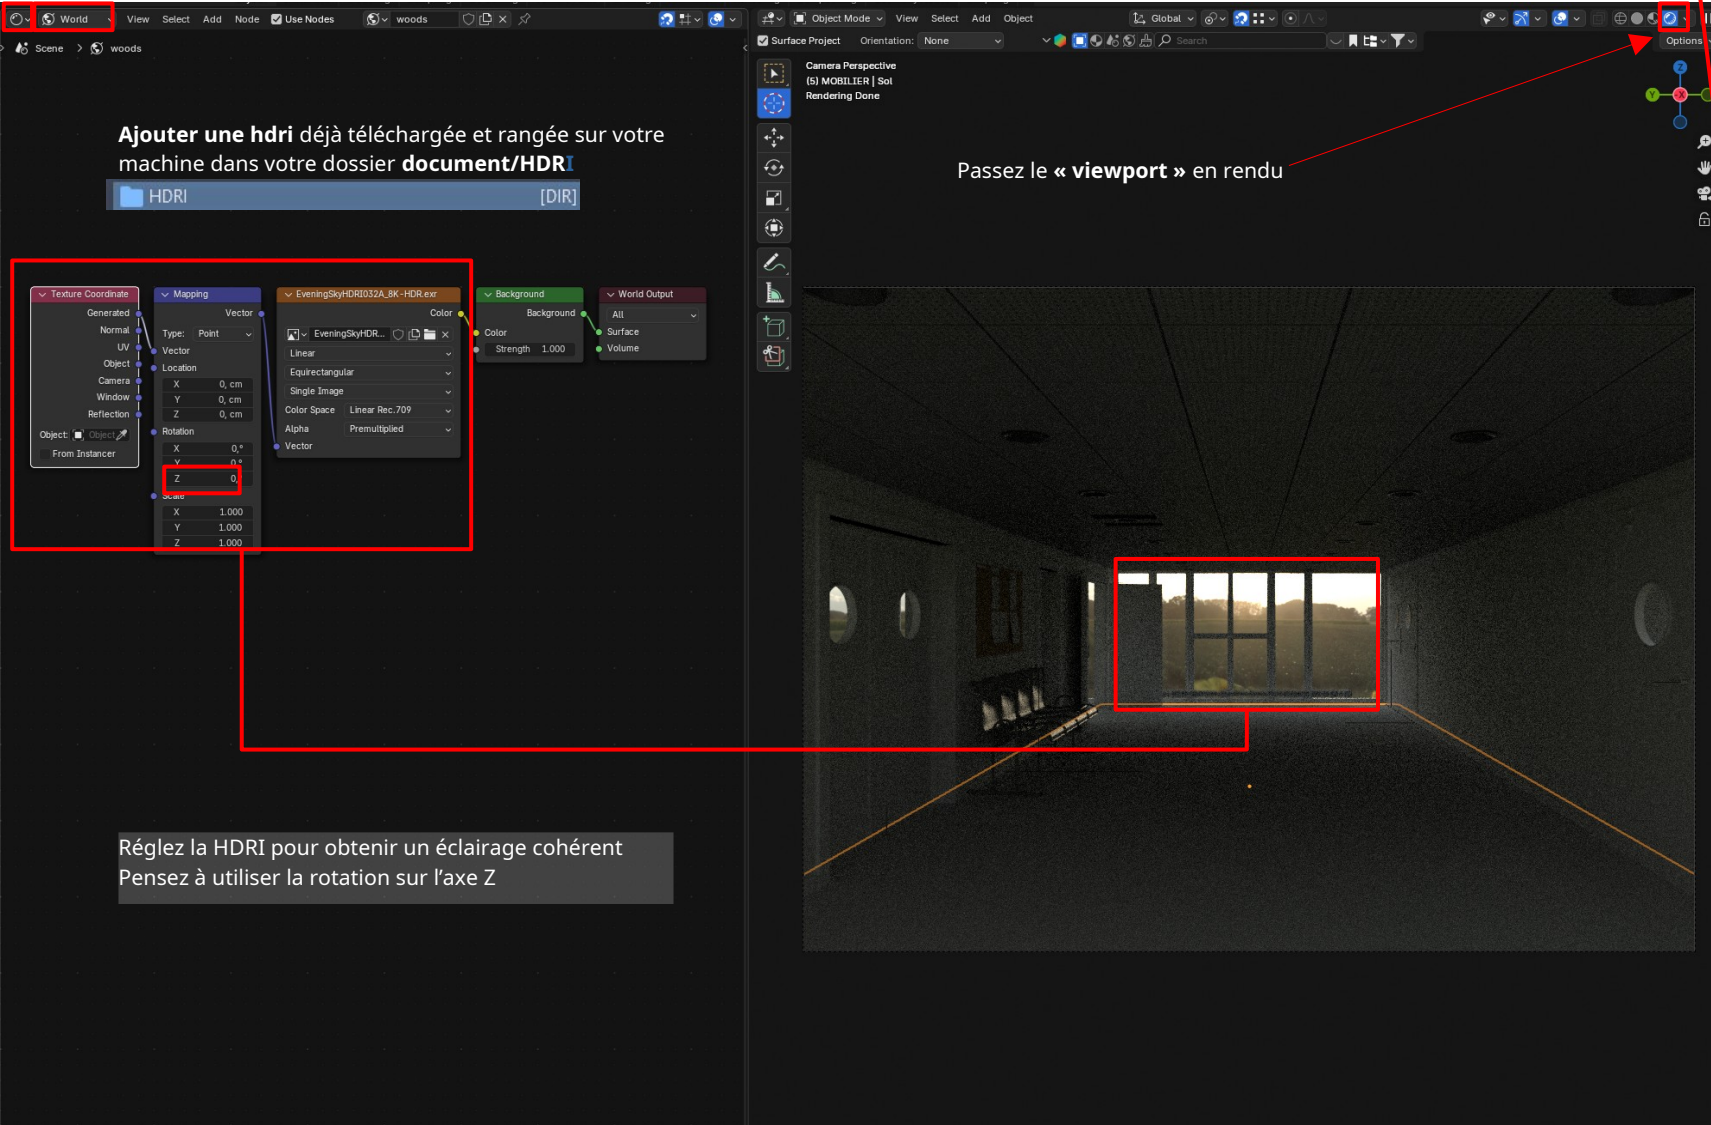 World View Select Add Node Use Nodes woods
Scene > woods
Ajouter une hdri déjà téléchargée et rangée sur votre
machine dans votre dossier document/HDRI
HDRI [DIR]
Texture Coordinate
Generated
Normal
UV
Object
Camera
Window
Reflection
Object: Object
From Instancer
Mapping
Vector
Type: Point
Vector
Location
X 0, cm
Y 0, cm
Z 0, cm
Rotation
X 0,°
Y 0,°
Z 0,
Scale
X 1.000
Y 1.000
Z 1.000
EveningSkyHDRI032A_8K-HDR.exr
Color
EveningSkyHDR...
Linear
Equirectangular
Single Image
Color Space Linear Rec.709
Alpha Premultiplied
Vector
Background
Background
Color
Strength 1.000
World Output
All
Surface
Volume
Réglez la HDRI pour obtenir un éclairage cohérent
Pensez à utiliser la rotation sur l’axe Z
Object Mode View Select Add Object Global
Surface Project Orientation: None Search Options
Camera Perspective
(5) MOBILIER | Sol
Rendering Done
Z
Y
-X
Passez le « viewport » en rendu